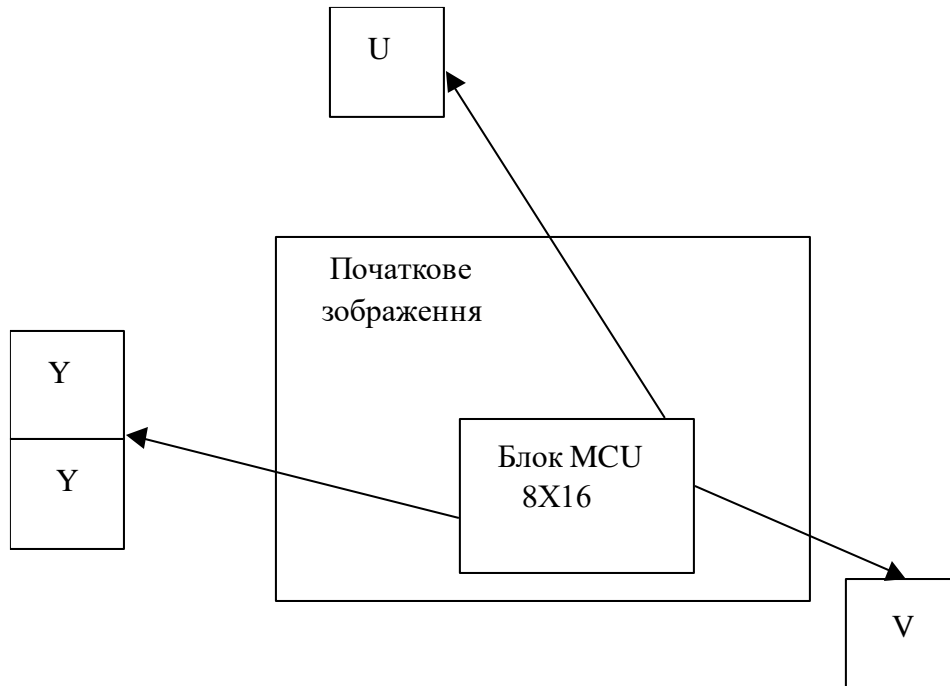 U
Початкове
зображення
Y
Y
Блок MCU
8X16
V